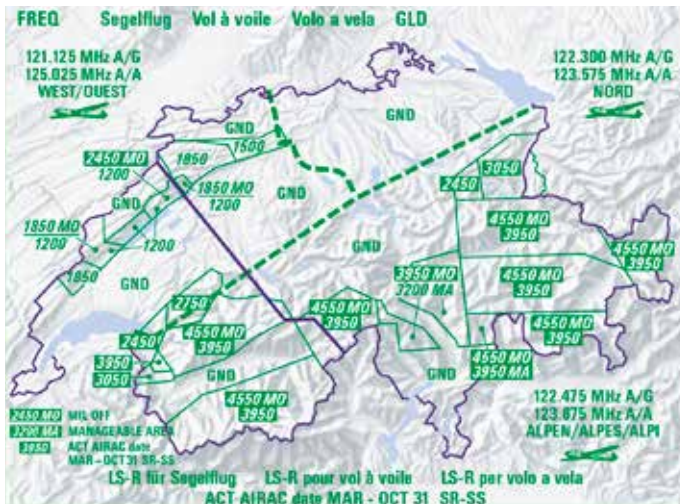 FREQ Segelflug Vol à voile Volo a vela GLD
121.125 MHz A/G
125.025 MHz A/A
WEST/OUEST
122.300 MHz A/G
123.575 MHz A/A
NORD
GND
GND
1500
1850
2450 MO
1200
GND
1850 MO
1200
GND
GND
3050
2450
1850 MO
1200
1200
4550 MO
3950
4550 MO
3950
1850
GND
GND
3950 MO
3200 MA
4550 MO
3950
2750
4550 MO
3950
4550 MO
3950
4550 MO
3950
2450
3950
3050
GND
4550 MO
3950
4550 MO
3950 MA
GND
2450 MO MIL OFF
3200 MA MANAGEABLE AREA
3950 ACT AIRAC date
MAR - OCT 31 SR-SS
122.475 MHz A/G
123.675 MHz A/A
ALPEN/ALPES/ALPI
LS-R für Segelflug LS-R pour vol à voile LS-R per volo a vela
ACT AIRAC date MAR - OCT 31 SR-SS